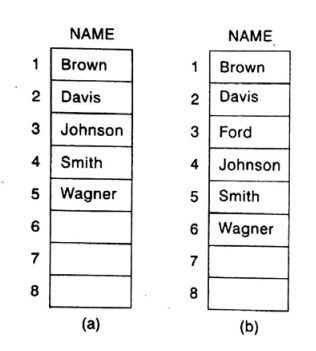 NAME
1 Brown
2 Davis
3 Johnson
4 Smith
5 Wagner
6
7
8
(a)
NAME
1 Brown
2 Davis
3 Ford
4 Johnson
5 Smith
6 Wagner
7
8
(b)